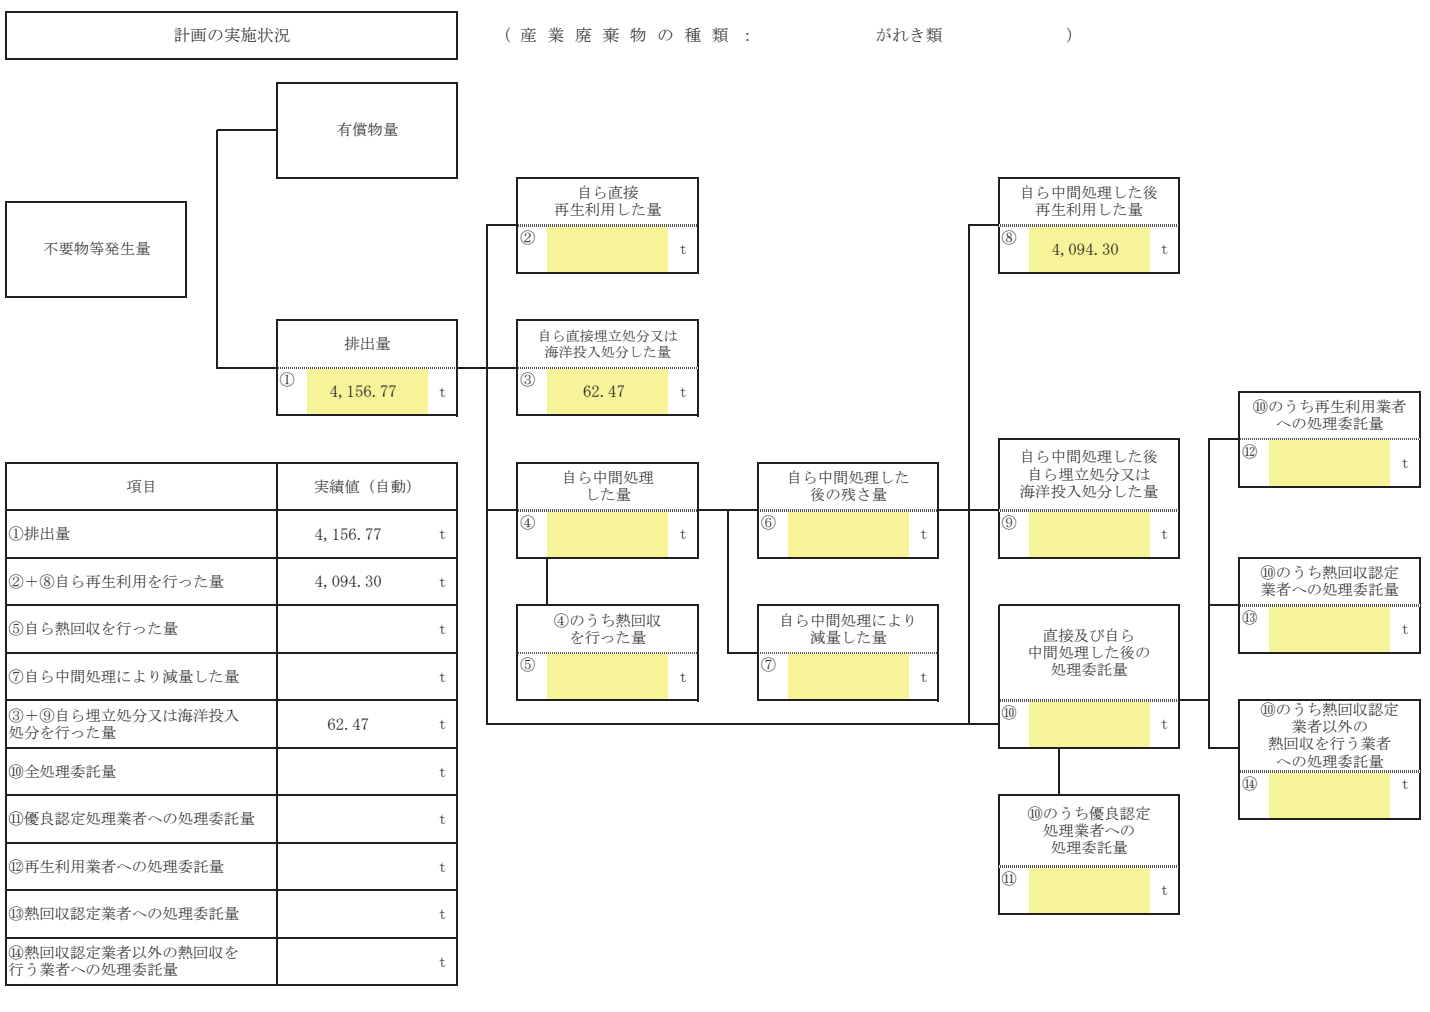 計画の実施状況
（ 産 業 廃 棄 物 の 種 類 ： がれき類 ）
有償物量
不要物等発生量
排出量
① 4,156.77 t
自ら直接
再生利用した量
② t
自ら直接埋立処分又は
海洋投入処分した量
③ 62.47 t
自ら中間処理
した量
④ t
④のうち熱回収
を行った量
⑤ t
自ら中間処理した
後の残さ量
⑥ t
自ら中間処理により
減量した量
⑦ t
自ら中間処理した後
再生利用した量
⑧ 4,094.30 t
自ら中間処理した後
自ら埋立処分又は
海洋投入処分した量
⑨ t
直接及び自ら
中間処理した後の
処理委託量
⑩ t
⑩のうち優良認定
処理業者への
処理委託量
⑪ t
⑩のうち再生利用業者
への処理委託量
⑫ t
⑩のうち熱回収認定
業者への処理委託量
⑬ t
⑩のうち熱回収認定
業者以外の
熱回収を行う業者
への処理委託量
⑭ t
項目 実績値（自動）
①排出量 4,156.77 t
②＋⑧自ら再生利用を行った量 4,094.30 t
⑤自ら熱回収を行った量 t
⑦自ら中間処理により減量した量 t
③＋⑨自ら埋立処分又は海洋投入
処分を行った量 62.47 t
⑩全処理委託量 t
⑪優良認定処理業者への処理委託量 t
⑫再生利用業者への処理委託量 t
⑬熱回収認定業者への処理委託量 t
⑭熱回収認定業者以外の熱回収を
行う業者への処理委託量 t